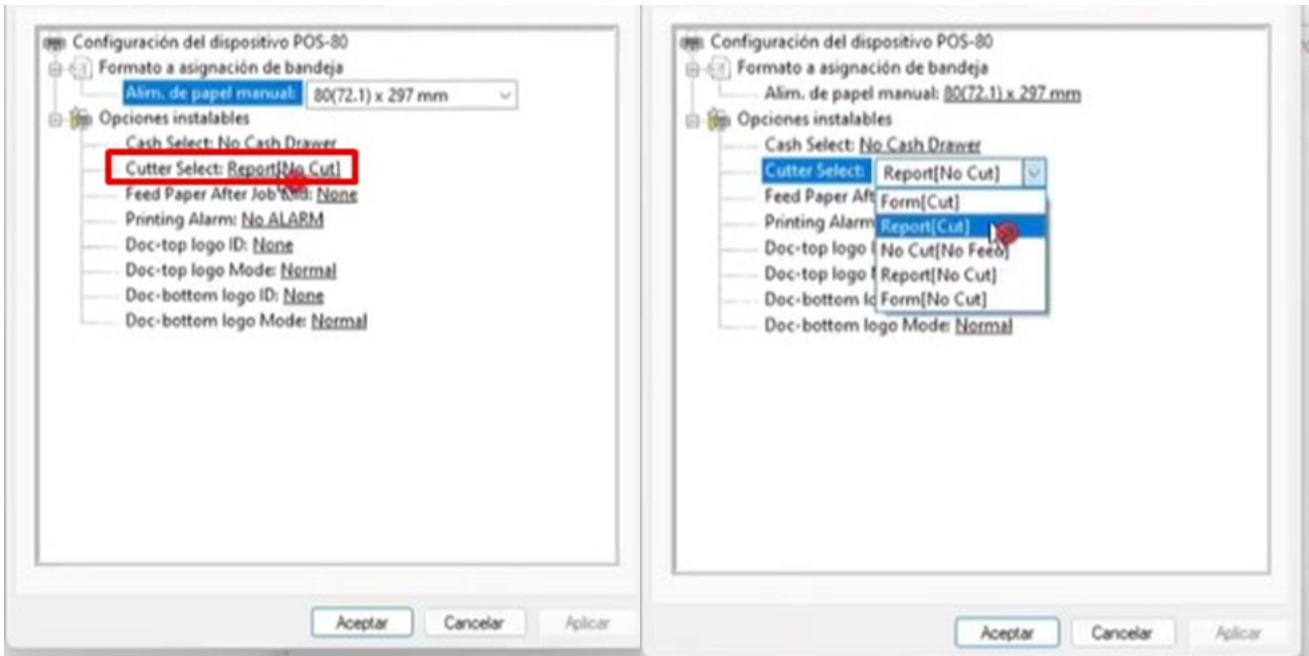 Configuración del dispositivo POS-80
Formato a asignación de bandeja
Alim. de papel manual: 80(72.1) x 297 mm
Opciones instalables
Cash Select: No Cash Drawer
Cutter Select: Report[No Cut]
Feed Paper After Job End: None
Printing Alarm: No ALARM
Doc-top logo ID: None
Doc-top logo Mode: Normal
Doc-bottom logo ID: None
Doc-bottom logo Mode: Normal
Aceptar
Cancelar
Aplicar
Configuración del dispositivo POS-80
Formato a asignación de bandeja
Alim. de papel manual: 80(72.1) x 297 mm
Opciones instalables
Cash Select: No Cash Drawer
Cutter Select: Report[No Cut]
Feed Paper Aft
Form[Cut]
Printing Alarm
Report[Cut]
Doc-top logo
No Cut[No Feed]
Doc-top logo
Report[No Cut]
Doc-bottom
Form[No Cut]
Doc-bottom logo Mode: Normal
Aceptar
Cancelar
Aplicar